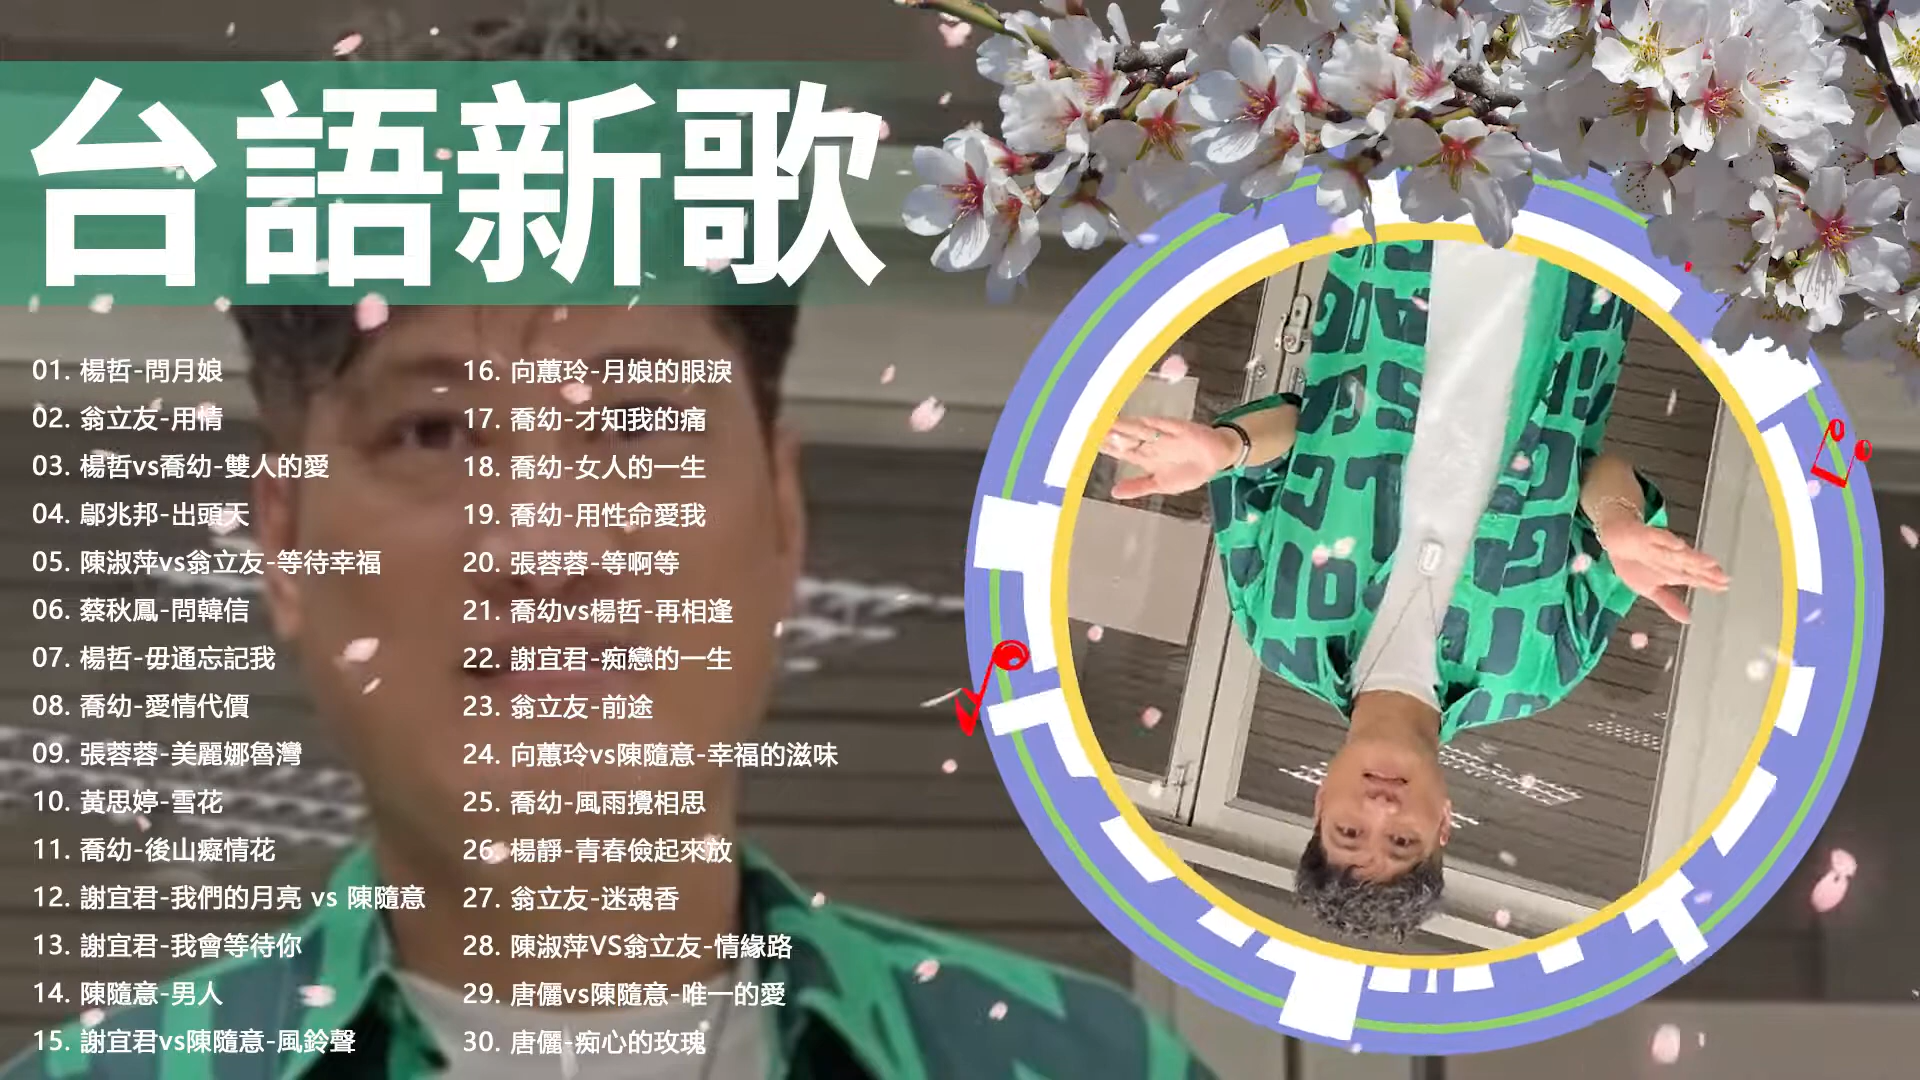 台語新歌
01. 楊哲-問月娘
02. 翁立友-用情
03. 楊哲vs喬幼-雙人的愛
04. 鄔兆邦-出頭天
05. 陳淑萍vs翁立友-等待幸福
06. 蔡秋鳳-問韓信
07. 楊哲-毋通忘記我
08. 喬幼-愛情代價
09. 張蓉蓉-美麗娜魯灣
10. 黃思婷-雪花
11. 喬幼-後山癡情花
12. 謝宜君-我們的月亮 vs 陳隨意
13. 謝宜君-我會等待你
14. 陳隨意-男人
15. 謝宜君vs陳隨意-風鈴聲
16. 向蕙玲-月娘的眼淚
17. 喬幼-才知我的痛
18. 喬幼-女人的一生
19. 喬幼-用性命愛我
20. 張蓉蓉-等啊等
21. 喬幼vs楊哲-再相逢
22. 謝宜君-痴戀的一生
23. 翁立友-前途
24. 向蕙玲vs陳隨意-幸福的滋味
25. 喬幼-風雨攪相思
26. 楊靜-青春儉起來放
27. 翁立友-迷魂香
28. 陳淑萍VS翁立友-情緣路
29. 唐儷vs陳隨意-唯一的愛
30. 唐儷-痴心的玫瑰